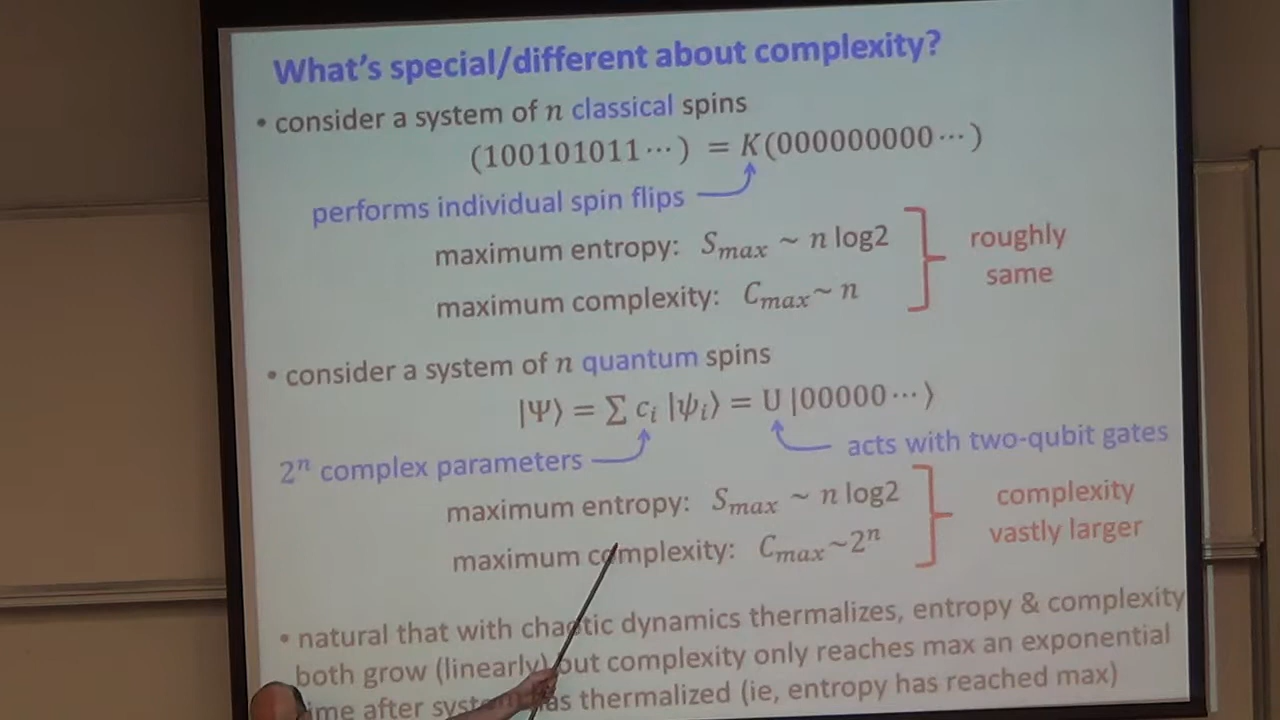 What's special/different about complexity?
• consider a system of n classical spins
(100101011⋯) = K(000000000⋯)
performs individual spin flips
maximum entropy: S_max ~ n log2
roughly
maximum complexity: C_max ~ n
same
• consider a system of n quantum spins
|Ψ⟩ = ∑ c_i |ψ_i⟩ = U |00000⋯⟩
2^n complex parameters
acts with two-qubit gates
maximum entropy: S_max ~ n log2
complexity
maximum complexity: C_max~2^n
vastly larger
• natural that with chaotic dynamics thermalizes, entropy & complexity
both grow (linearly) but complexity only reaches max an exponential
after thermalized (ie, entropy has reached max)